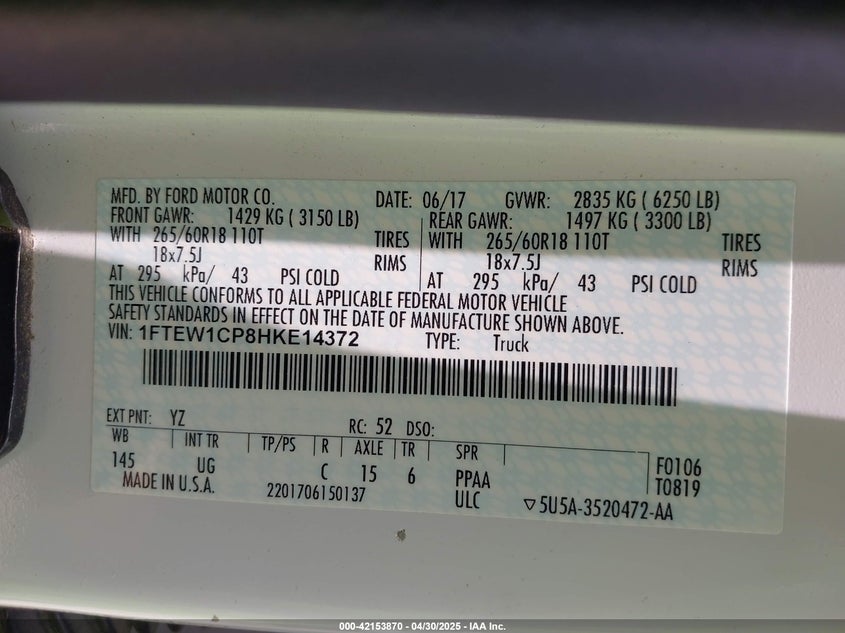 MFD. BY FORD MOTOR CO. DATE: 06/17 GVWR: 2835 KG ( 6250 LB)
FRONT GAWR: 1429 KG ( 3150 LB) REAR GAWR: 1497 KG ( 3300 LB)
WITH 265/60R18 110T TIRES WITH 265/60R18 110T TIRES
18x7.5J RIMS 18x7.5J RIMS
AT 295 kPa/ 43 PSI COLD AT 295 kPa/ 43 PSI COLD
THIS VEHICLE CONFORMS TO ALL APPLICABLE FEDERAL MOTOR VEHICLE
SAFETY STANDARDS IN EFFECT ON THE DATE OF MANUFACTURE SHOWN ABOVE.
VIN: 1FTEW1CP8HKE14372 TYPE: Truck
EXT PNT: YZ RC: 52 DSO:
WB INT TR TP/PS R AXLE TR SPR
145 UG C 15 6 PPAA F0106
MADE IN U.S.A. 2201706150137 ULC T0819
▽5U5A-3520472-AA
000-42153870 - 04/30/2025 - IAA Inc.